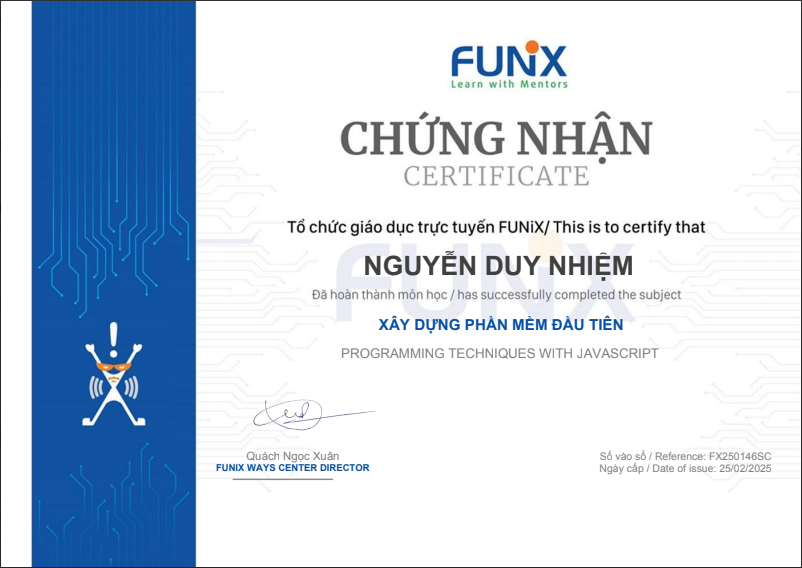 FUNiX
Learn with Mentors
CHỨNG NHẬN
CERTIFICATE
Tổ chức giáo dục trực tuyến FUNiX/ This is to certify that
NGUYỄN DUY NHIỆM
Đã hoàn thành môn học / has successfully completed the subject
XÂY DỰNG PHẦN MỀM ĐẦU TIÊN
PROGRAMMING TECHNIQUES WITH JAVASCRIPT
Quách Ngọc Xuân
FUNIX WAYS CENTER DIRECTOR
Số vào sổ / Reference: FX250146SC
Ngày cấp / Date of issue: 25/02/2025